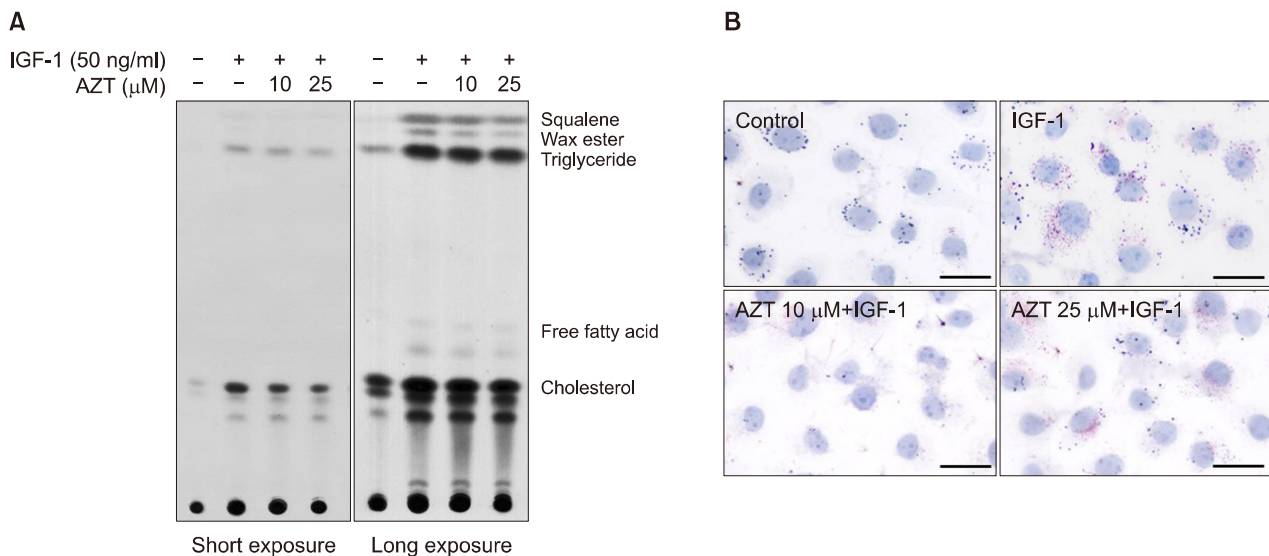 A
IGF-1 (50 ng/ml) – + + + – + + +
AZT (μM) – – 10 25 – – 10 25
Squalene
Wax ester
Triglyceride
Free fatty acid
Cholesterol
Short exposure Long exposure
B
Control IGF-1
AZT 10 μM+IGF-1 AZT 25 μM+IGF-1